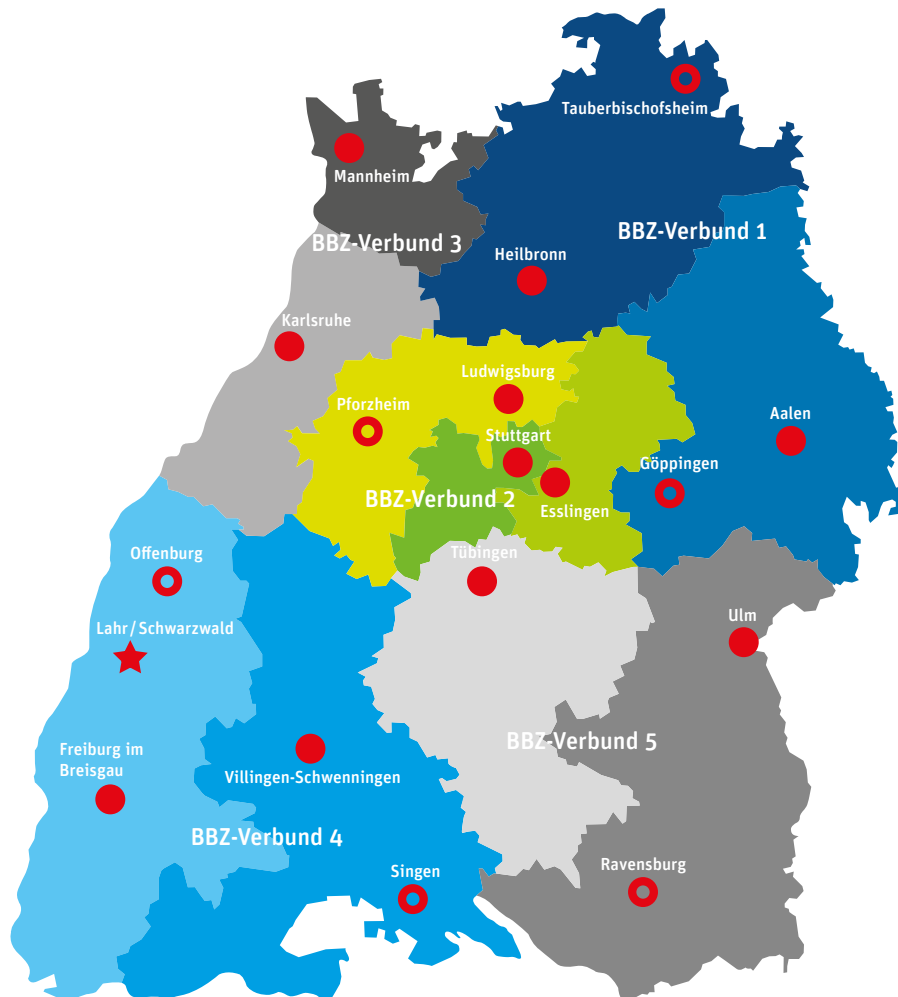 Tauberbischofsheim
Mannheim
BBZ-Verbund 1
BBZ-Verbund 3
Heilbronn
Karlsruhe
Ludwigsburg
Pforzheim
Aalen
Stuttgart
Göppingen
BBZ-Verbund 2
Esslingen
Offenburg
Tübingen
Ulm
Lahr / Schwarzwald
BBZ-Verbund 5
Freiburg im
Breisgau
Villingen-Schwenningen
BBZ-Verbund 4
Ravensburg
Singen